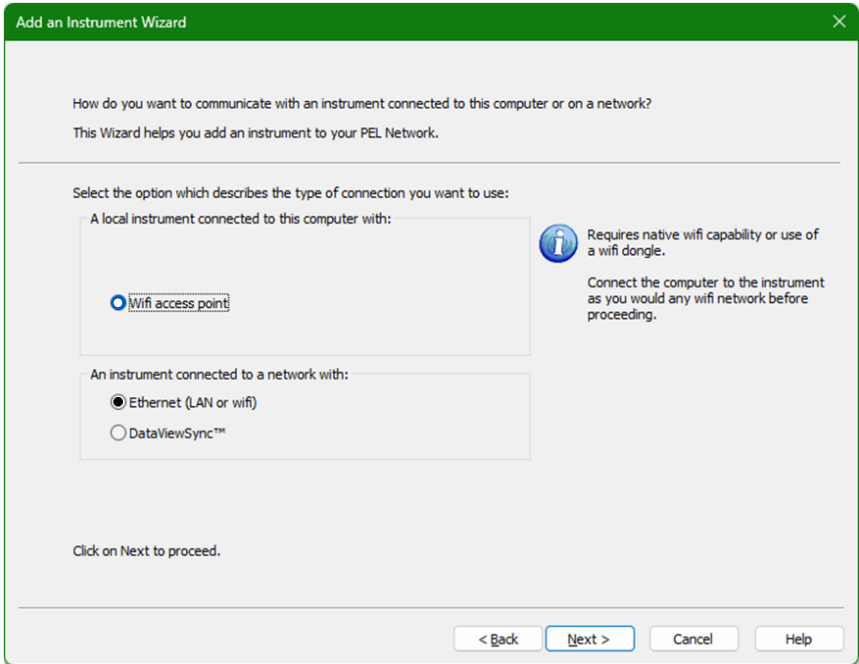 Add an Instrument Wizard
How do you want to communicate with an instrument connected to this computer or on a network?
This Wizard helps you add an instrument to your PEL Network.
Select the option which describes the type of connection you want to use:
A local instrument connected to this computer with:
Wifi access point
Requires native wifi capability or use of
a wifi dongle.
Connect the computer to the instrument
as you would any wifi network before
proceeding.
An instrument connected to a network with:
Ethernet (LAN or wifi)
DataViewSync™
Click on Next to proceed.
< Back
Next >
Cancel
Help